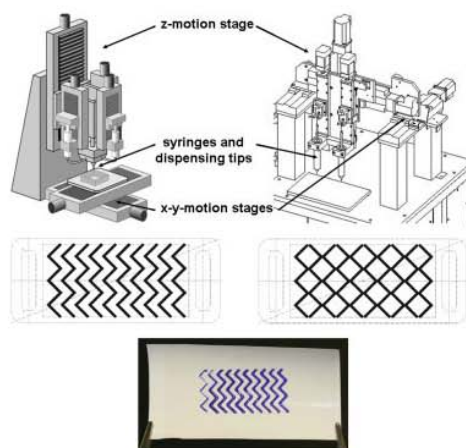 z-motion stage
syringes and
dispensing tips
x-y-motion stages